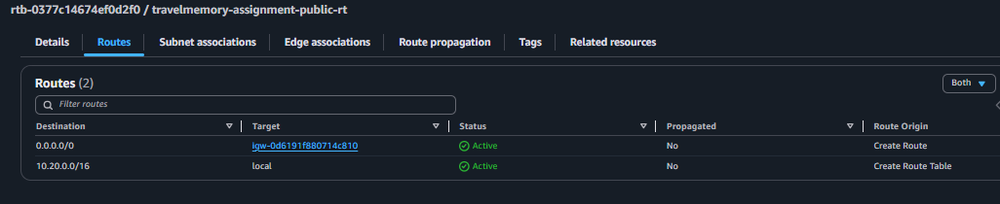 rtb-0377c14674ef0d2f0 / travelmemory-assignment-public-rt
Details Routes Subnet associations Edge associations Route propagation Tags Related resources
Routes (2)
Both
Filter routes
Destination Target Status Propagated Route Origin
0.0.0.0/0 igw-0d6191f880714c810 Active No Create Route
10.20.0.0/16 local Active No Create Route Table